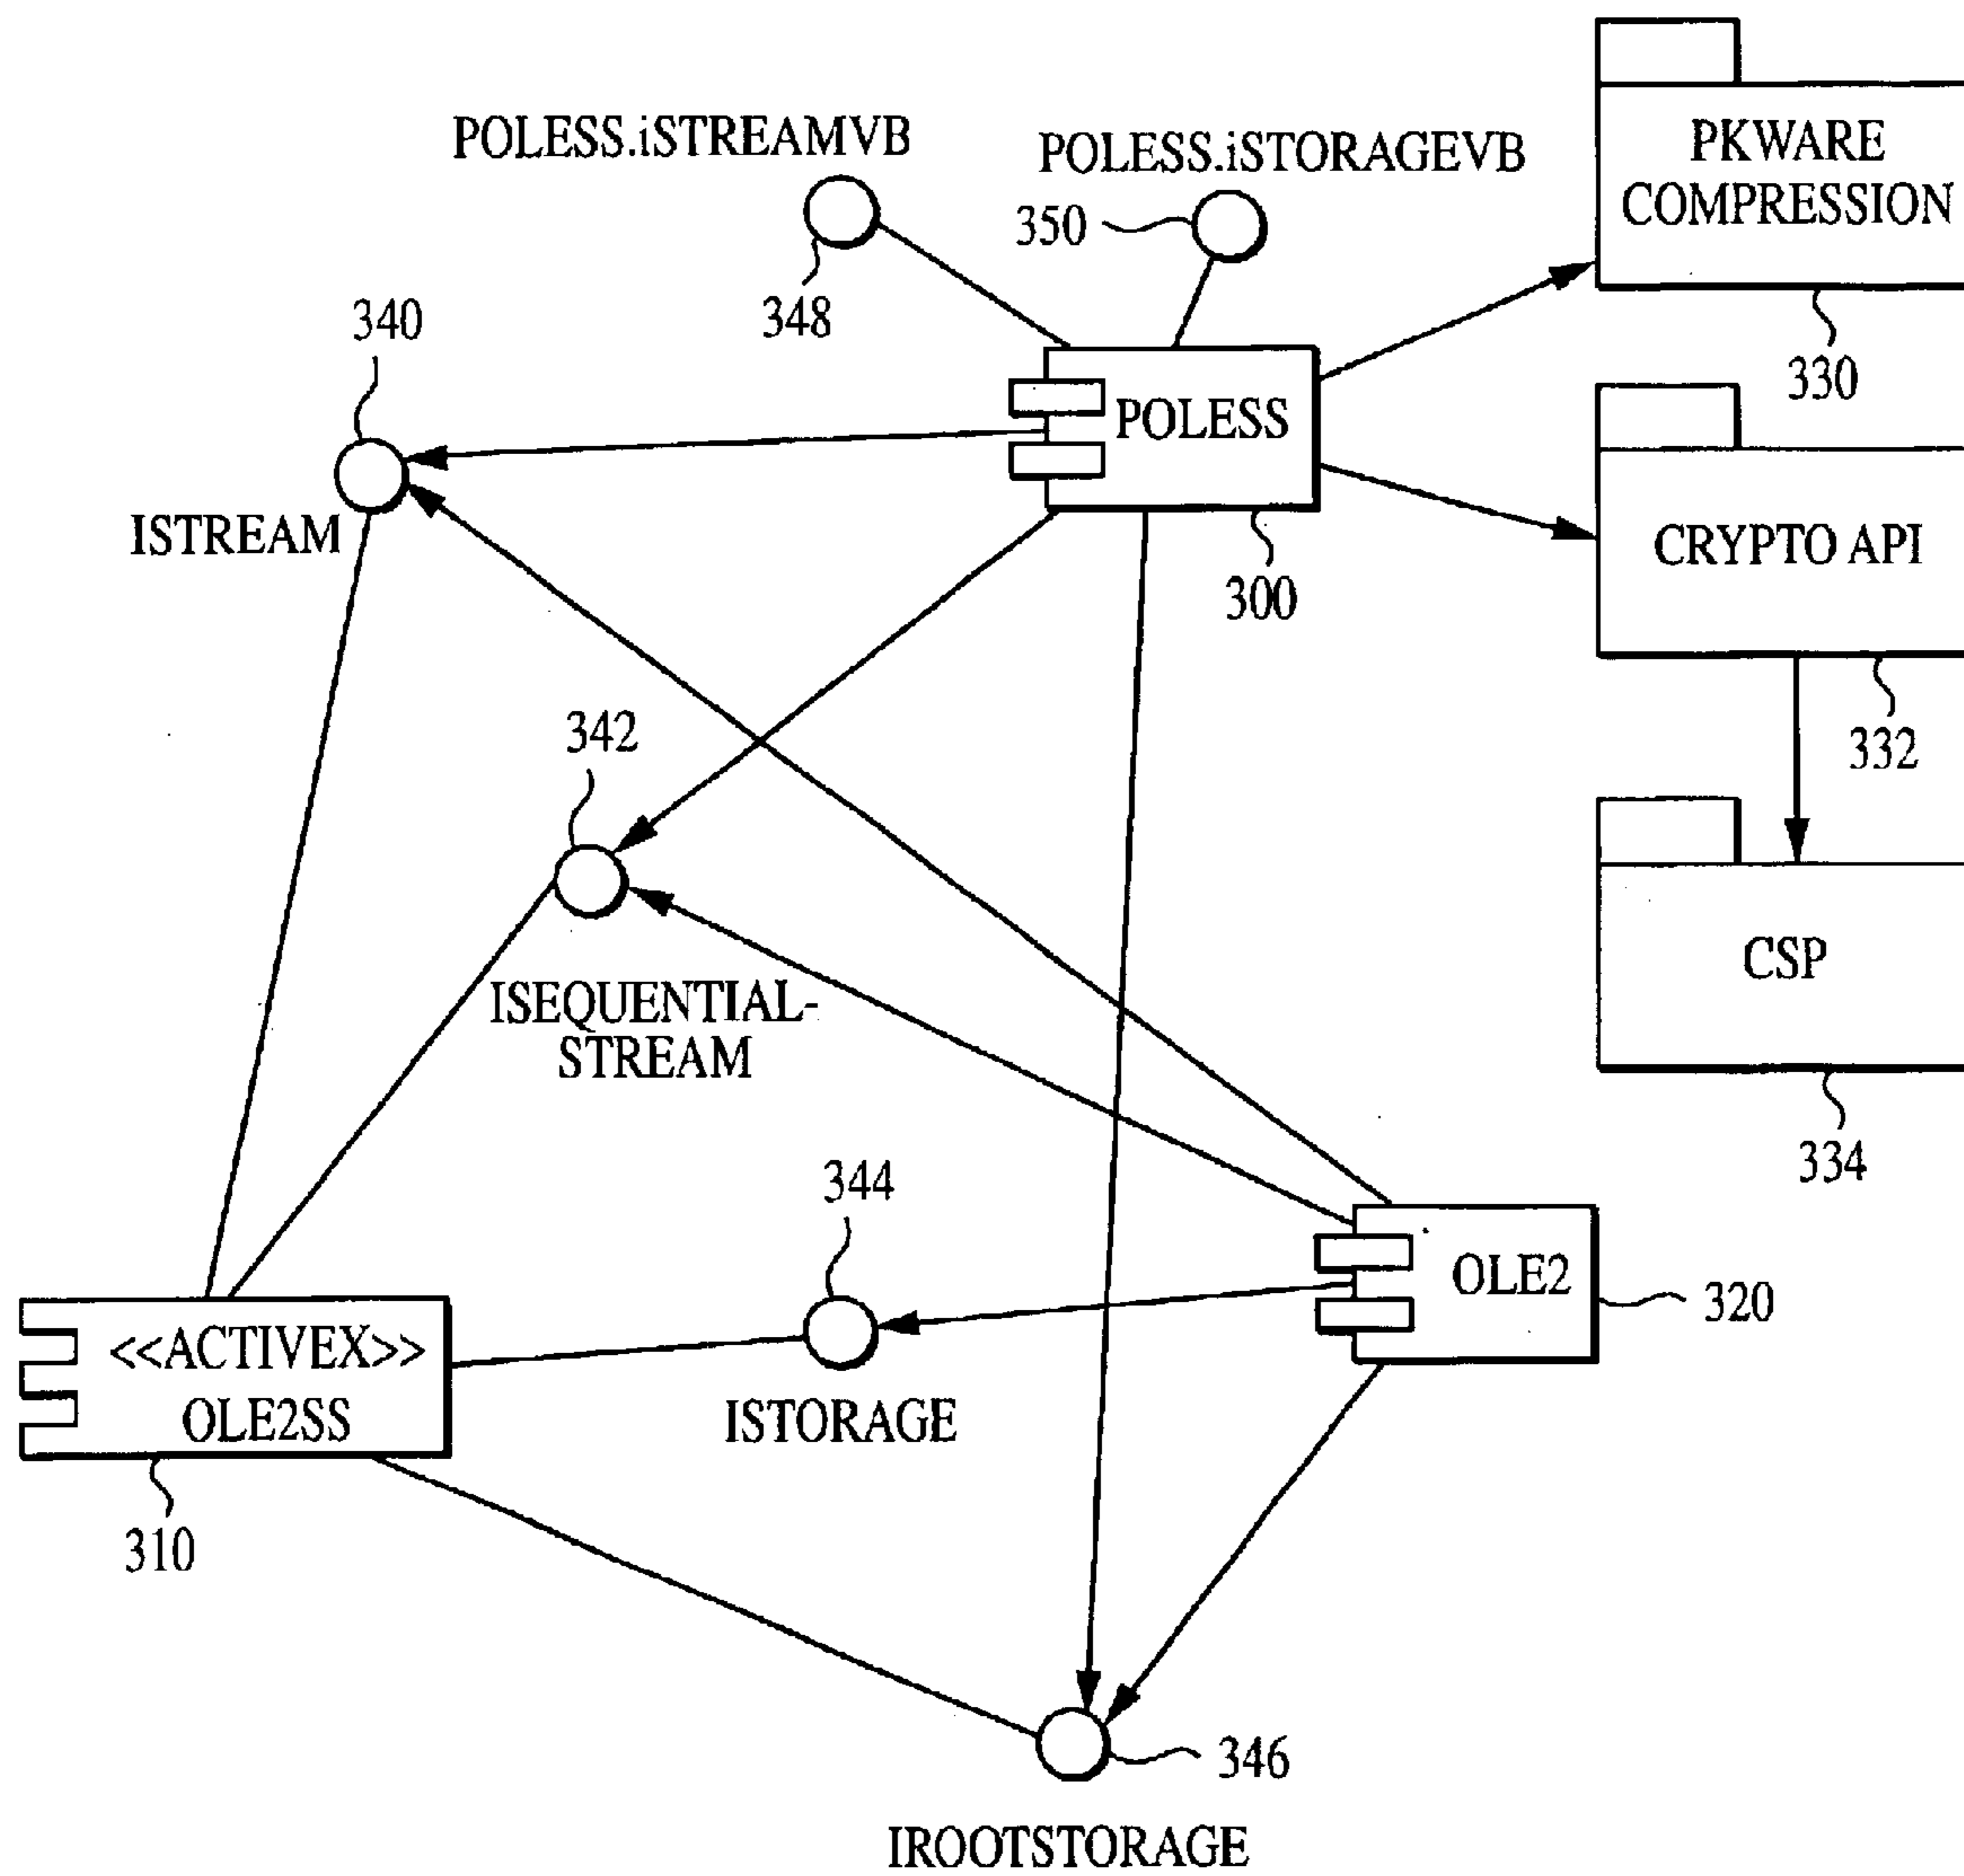 POLESS.iSTREAMVB
348
POLESS.iSTORAGEVB
350
PKWARE
COMPRESSION
330
340
ISTREAM
POLESS
300
CRYPTO API
332
342
ISEQUENTIAL-
STREAM
CSP
334
344
ISTORAGE
OLE2
320
<<ACTIVEX>>
OLE2SS
310
346
IROOTSTORAGE